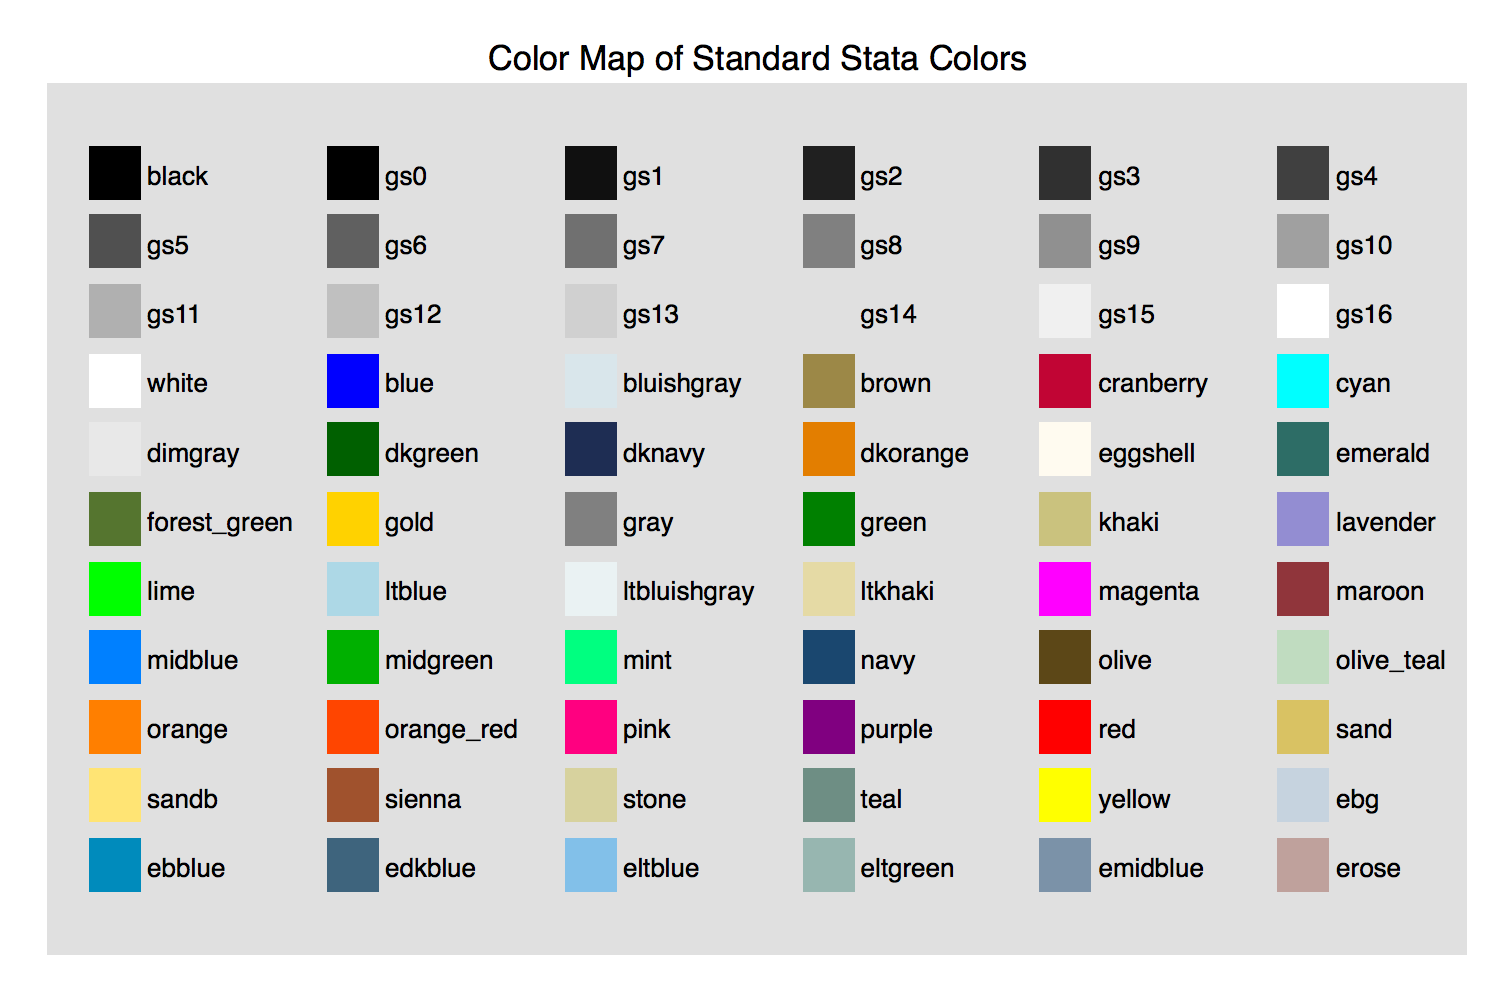 Color Map of Standard Stata Colors
black gs0 gs1 gs2 gs3 gs4
gs5 gs6 gs7 gs8 gs9 gs10
gs11 gs12 gs13 gs14 gs15 gs16
white blue bluishgray brown cranberry cyan
dimgray dkgreen dknavy dkorange eggshell emerald
forest_green gold gray green khaki lavender
lime ltblue ltbluishgray ltkhaki magenta maroon
midblue midgreen mint navy olive olive_teal
orange orange_red pink purple red sand
sandb sienna stone teal yellow ebg
ebblue edkblue eltblue eltgreen emidblue erose